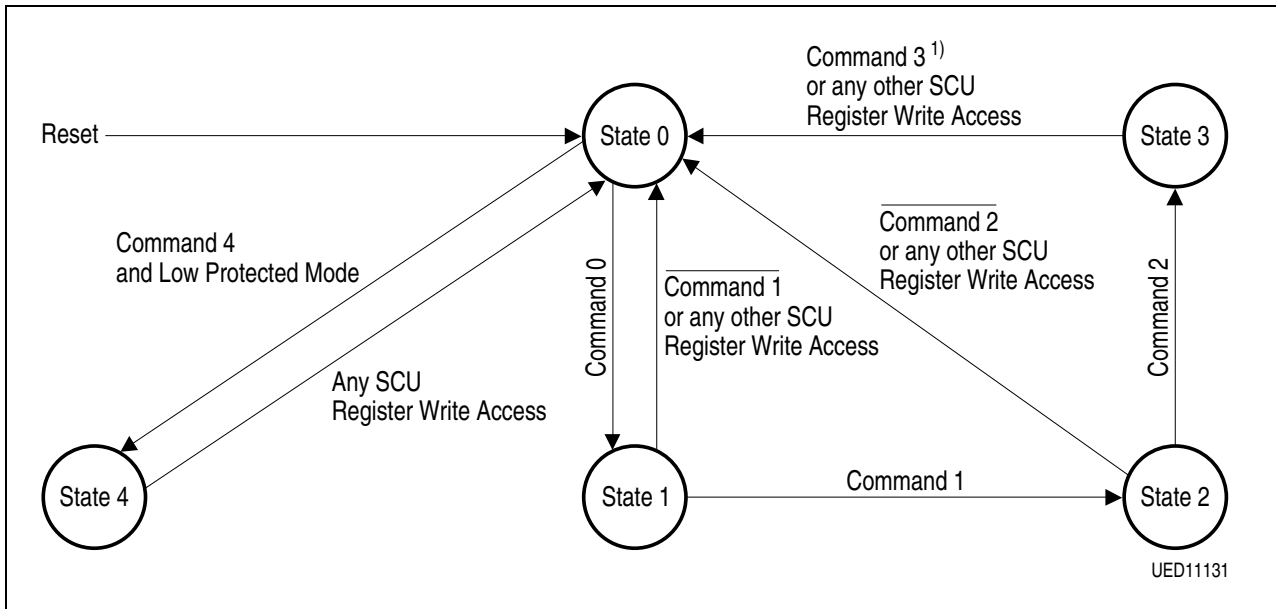 Command 3 1)
or any other SCU
Register Write Access
Reset
State 0
State 3
Command 2
or any other SCU
Register Write Access
Command 4
and Low Protected Mode
Command 0
Command 1
or any other SCU
Register Write Access
Command 2
Any SCU
Register Write Access
State 4
State 1
Command 1
State 2
UED11131